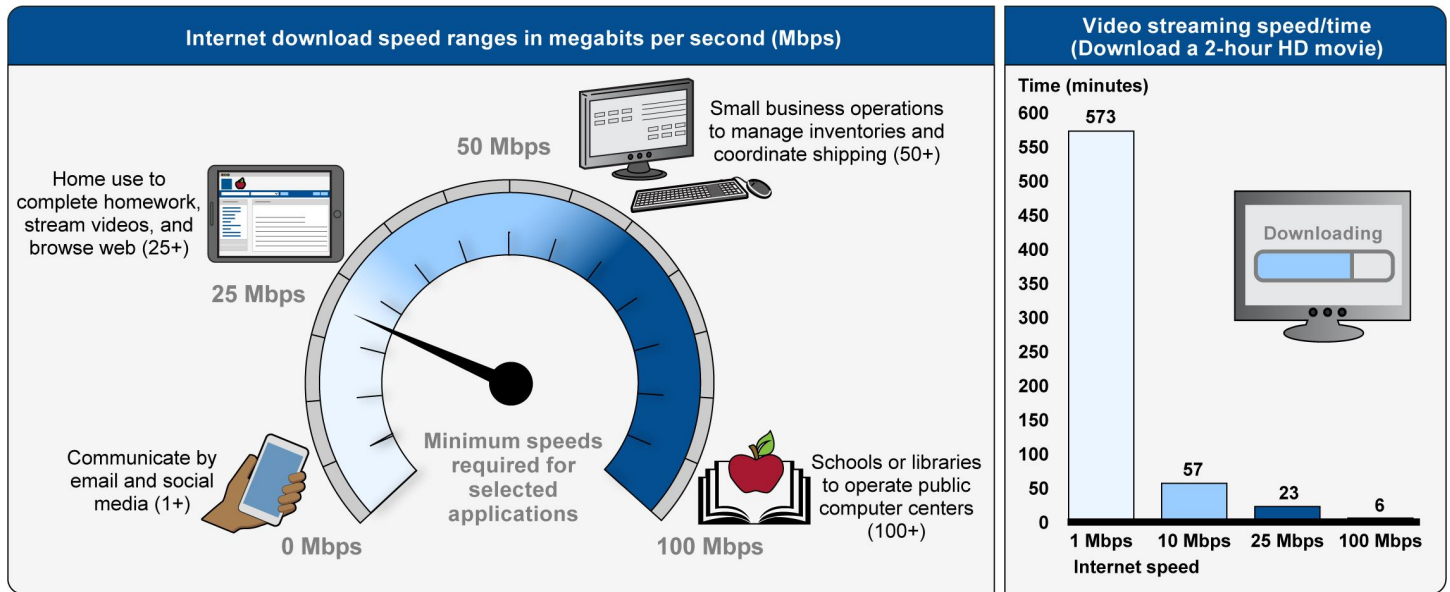 Internet download speed ranges in megabits per second (Mbps)
Home use to
complete homework,
stream videos, and
browse web (25+)
25 Mbps
50 Mbps
Small business operations
to manage inventories and
coordinate shipping (50+)
Communicate by
email and social
media (1+)
0 Mbps
Minimum speeds
required for
selected
applications
100 Mbps
Schools or libraries
to operate public
computer centers
(100+)
Video streaming speed/time
(Download a 2-hour HD movie)
Time (minutes)
600
550
500
450
400
350
300
250
200
150
100
50
0
573
57
23
6
Downloading
1 Mbps
10 Mbps
25 Mbps
100 Mbps
Internet speed